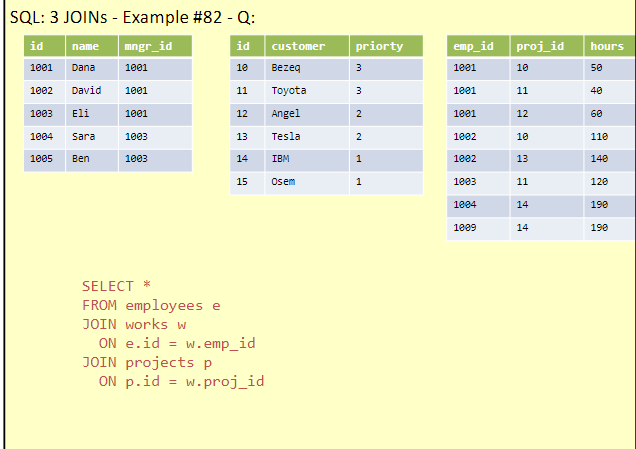 SQL: 3 JOINs - Example #82 - Q:
id name mngr_id
1001 Dana 1001
1002 David 1001
1003 Eli 1001
1004 Sara 1003
1005 Ben 1003
id customer priorty
10 Bezeq 3
11 Toyota 3
12 Angel 2
13 Tesla 2
14 IBM 1
15 Osem 1
emp_id proj_id hours
1001 10 50
1001 11 40
1001 12 60
1002 10 110
1002 13 140
1003 11 120
1004 14 190
1009 14 190
SELECT *
FROM employees e
JOIN works w
ON e.id = w.emp_id
JOIN projects p
ON p.id = w.proj_id